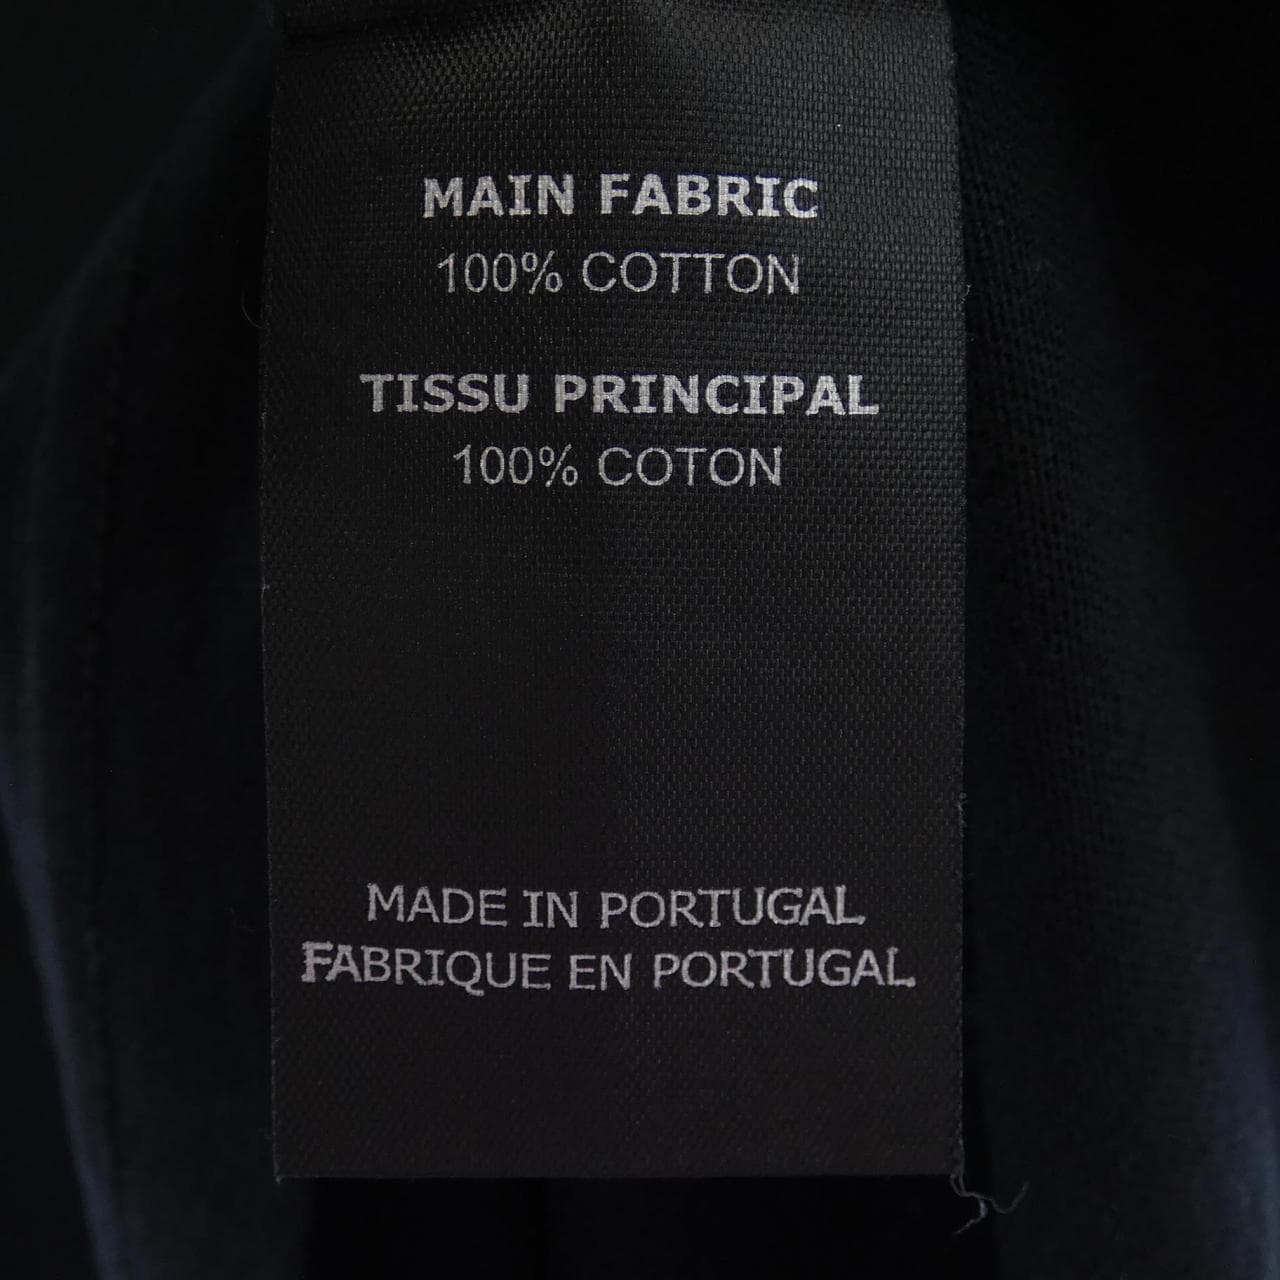 MAIN FABRIC
100% COTTON
TISSU PRINCIPAL
100% COTON
MADE IN PORTUGAL
FABRIQUE EN PORTUGAL